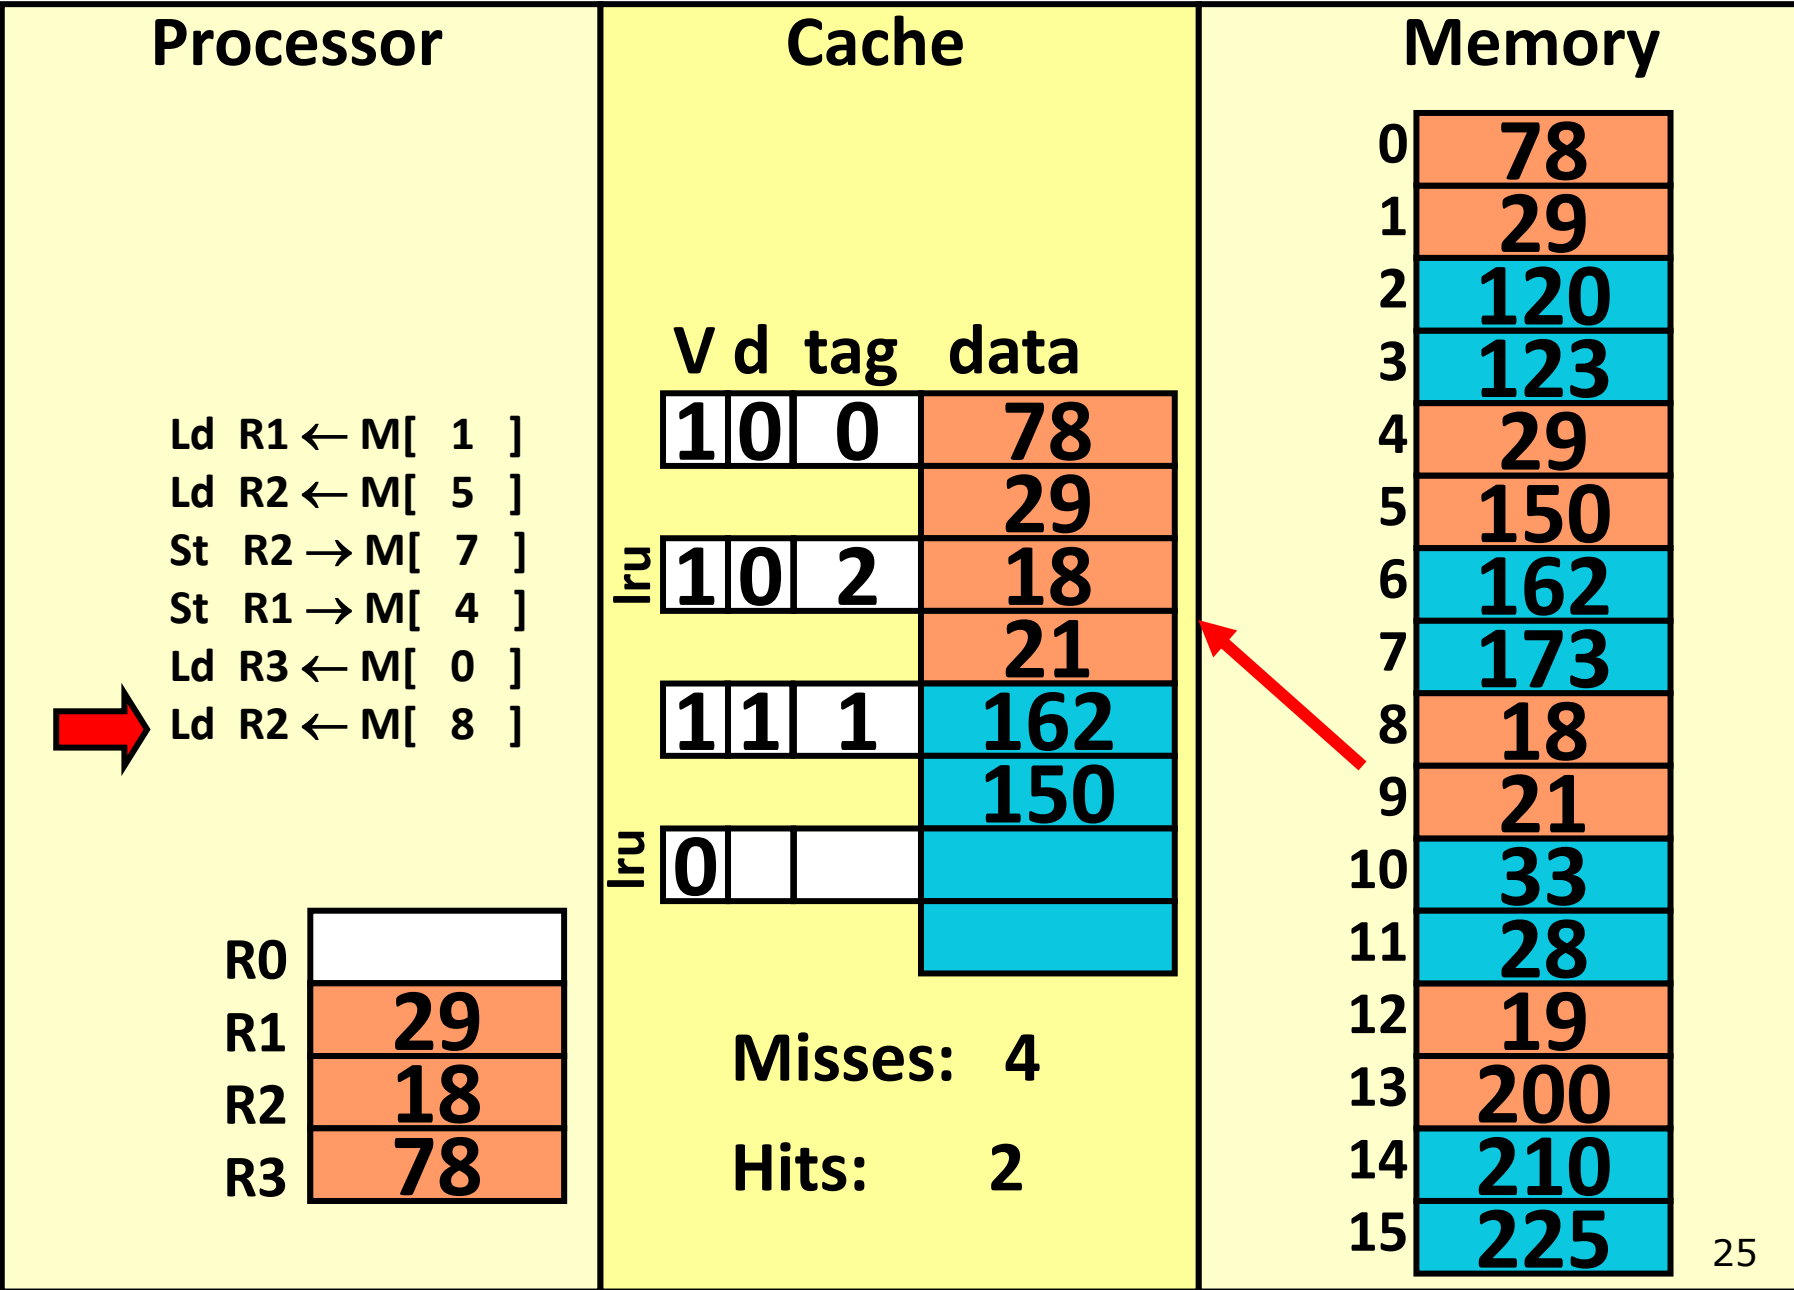 Processor
Cache
Memory
Ld R1 ← M[ 1 ]
Ld R2 ← M[ 5 ]
St R2 → M[ 7 ]
St R1 → M[ 4 ]
Ld R3 ← M[ 0 ]
Ld R2 ← M[ 8 ]
R0
R1 29
R2 18
R3 78
V d tag data
1 0 0 78
29
lru 1 0 2 18
21
1 1 1 162
150
lru 0
Misses: 4
Hits: 2
0 78
1 29
2 120
3 123
4 29
5 150
6 162
7 173
8 18
9 21
10 33
11 28
12 19
13 200
14 210
15 225
25